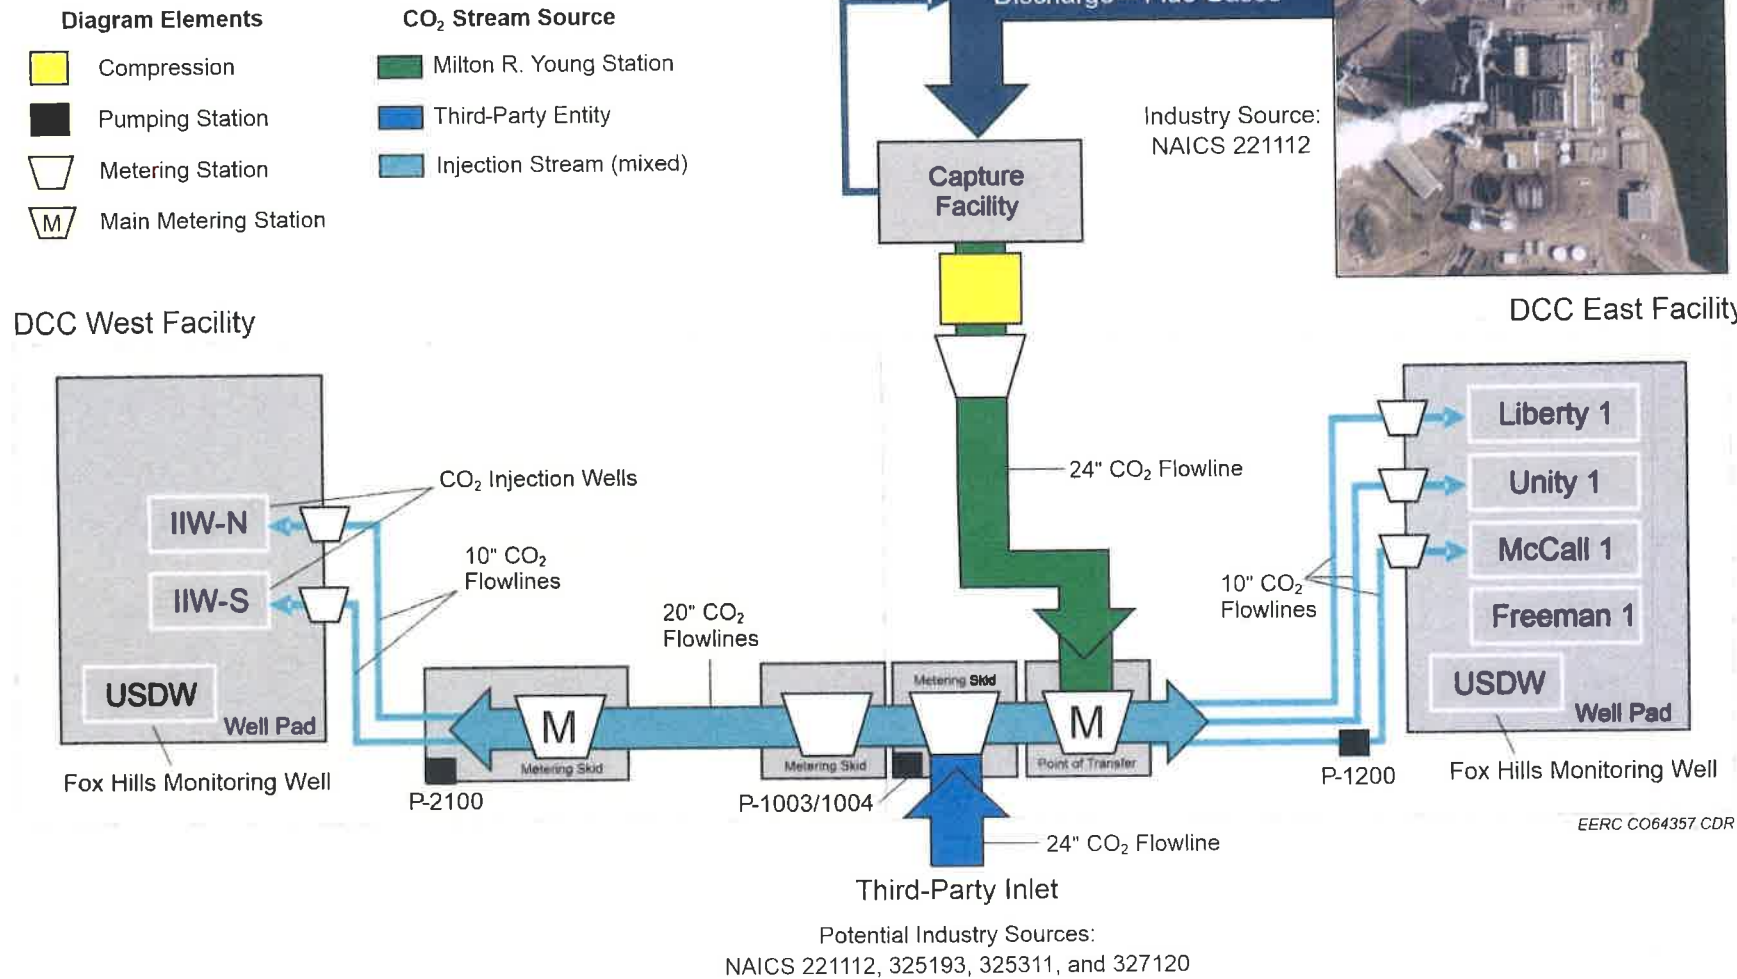 Diagram Elements
Compression
Pumping Station
Metering Station
M Main Metering Station
CO₂ Stream Source
Milton R. Young Station
Third-Party Entity
Injection Stream (mixed)
Industry Source:
NAICS 221112
Capture
Facility
DCC West Facility
DCC East Facility
24" CO₂ Flowline
CO₂ Injection Wells
IIW-N
IIW-S
10" CO₂
Flowlines
USDW
Well Pad
Fox Hills Monitoring Well
20" CO₂
Flowlines
M
Metering Skid
P-2100
Metering Skid
Metering Skid
P-1003/1004
M
Point of Transfer
10" CO₂
Flowlines
Liberty 1
Unity 1
McCall 1
Freeman 1
USDW
Well Pad
P-1200
Fox Hills Monitoring Well
EERC CO64357.CDR
24" CO₂ Flowline
Third-Party Inlet
Potential Industry Sources:
NAICS 221112, 325193, 325311, and 327120